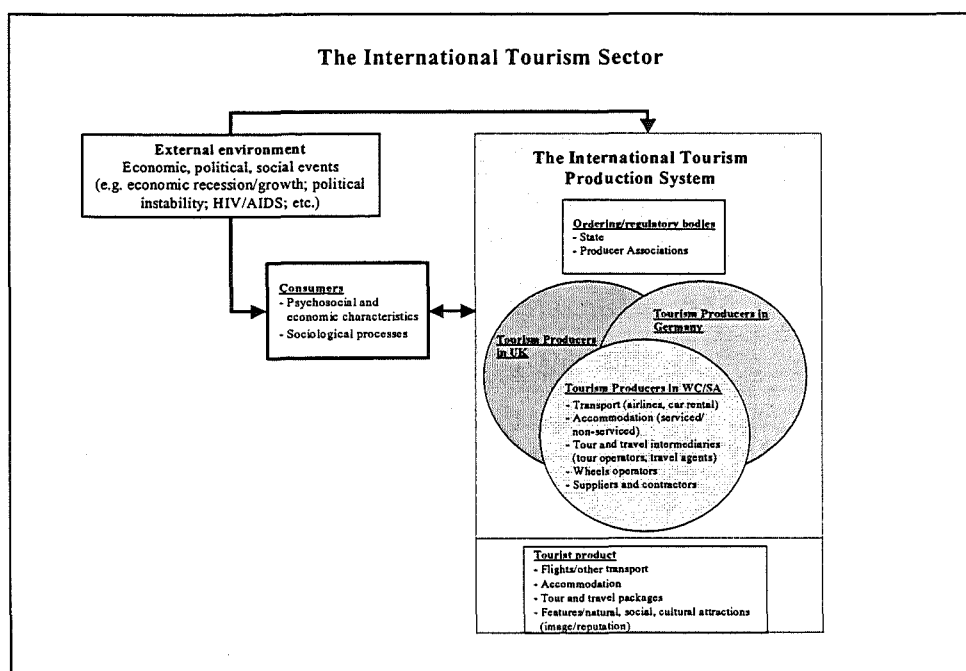 The International Tourism Sector
External environment
Economic, political, social events
(e.g. economic recession/growth; political
instability; HIV/AIDS; etc.)
Consumers
- Psychosocial and
economic characteristics
- Sociological processes
The International Tourism
Production System
Ordering/regulatory bodies
- State
- Producer Associations
Tourism Producers
in UK
Tourism Producers in
Germany
Tourism Producers in WC/SA
- Transport (airlines, car rental)
- Accommodation (serviced/
non-serviced)
- Tour and travel intermediaries
(tour operators, travel agents)
- Wheels operators
- Suppliers and contractors
Tourist product
- Flights/other transport
- Accommodation
- Tour and travel packages
- Features/natural, social, cultural attractions
(image/reputation)